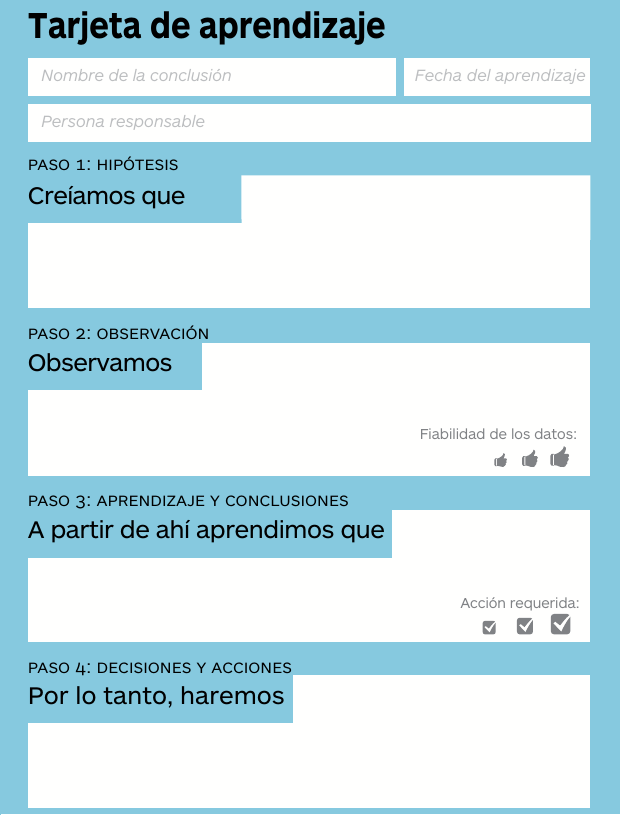 Tarjeta de aprendizaje
Nombre de la conclusión
Fecha del aprendizaje
Persona responsable
PASO 1: HIPÓTESIS
Creíamos que
PASO 2: OBSERVACIÓN
Observamos
Fiabilidad de los datos:
PASO 3: APRENDIZAJE Y CONCLUSIONES
A partir de ahí aprendimos que
Acción requerida:
PASO 4: DECISIONES Y ACCIONES
Por lo tanto, haremos